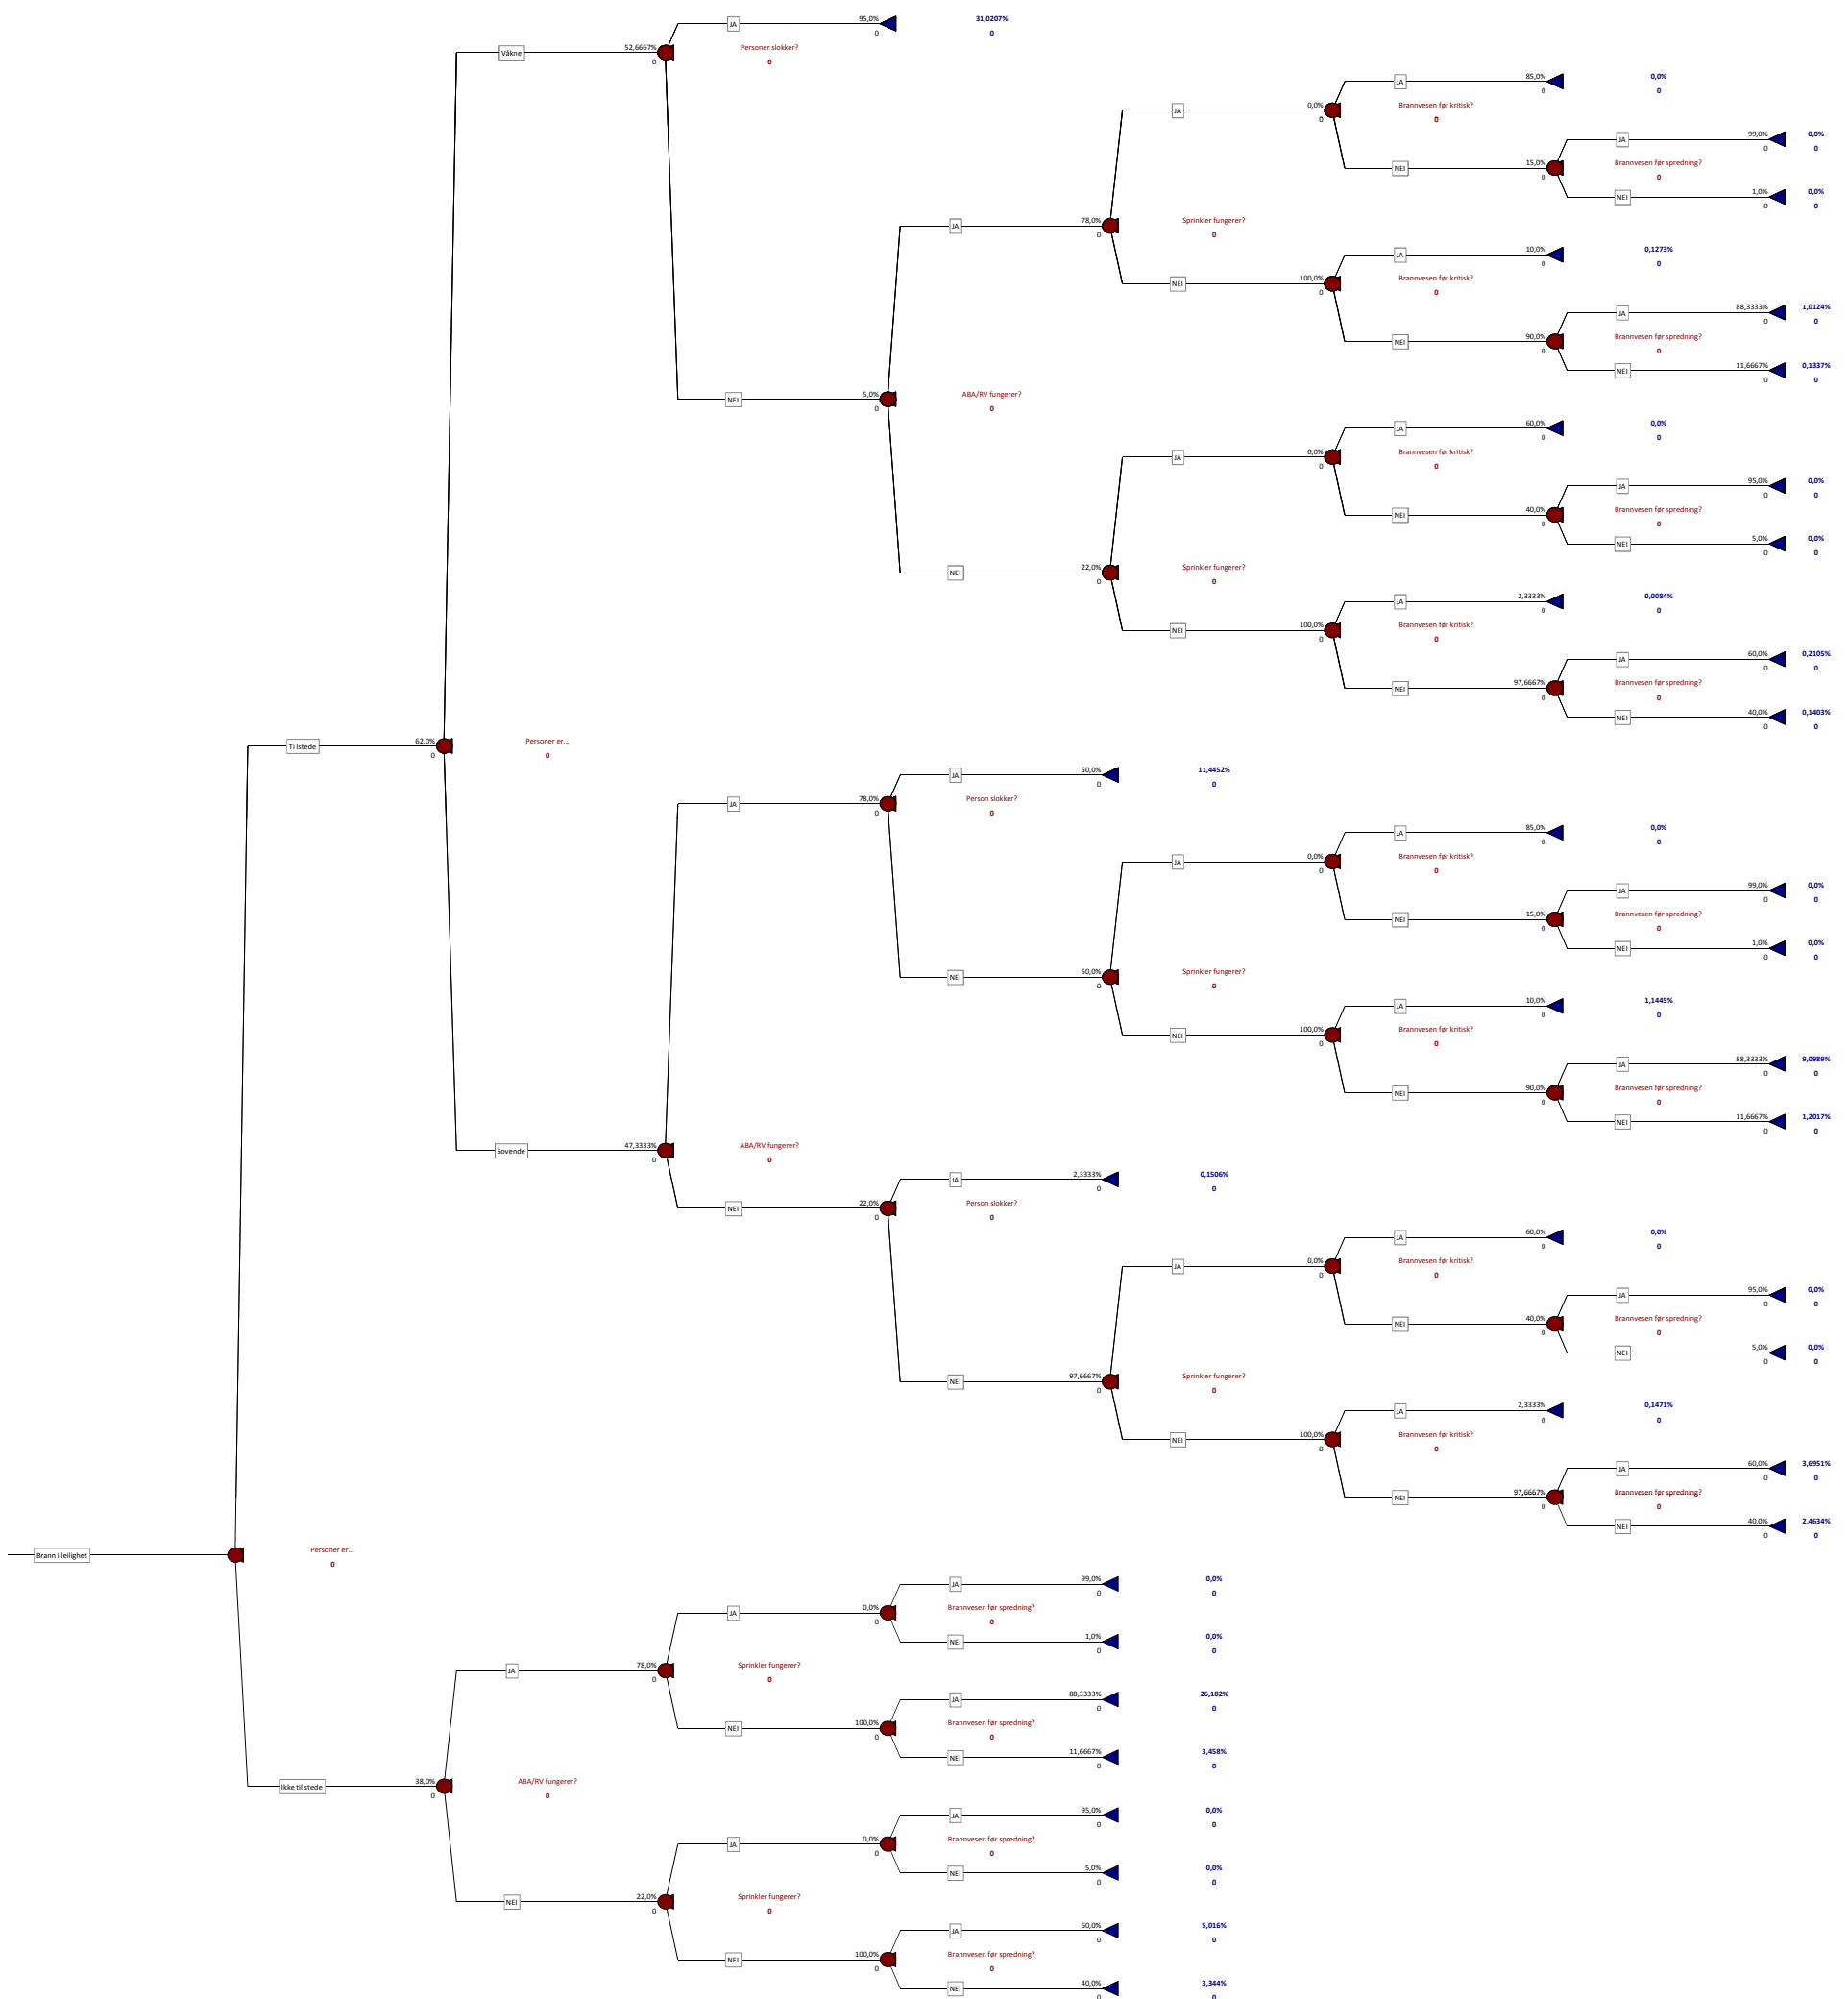 JA 95,0% 31,0207%
0 0
Våkne 52,6667% Personer slokker?
0 0
JA 85,0% 0,0%
0 0
JA 0,0% Brannvesen før kritisk?
0 0
JA 99,0% 0,0%
0 0
NEI 15,0% Brannvesen før spredning?
0 0
NEI 1,0% 0,0%
0 0
JA 78,0% Sprinkler fungerer?
0 0
JA 10,0% 0,1273%
0 0
NEI 100,0% Brannvesen før kritisk?
0 0
JA 88,3333% 1,0124%
0 0
NEI 90,0% Brannvesen før spredning?
0 0
NEI 11,6667% 0,1337%
0 0
NEI 5,0% ABA/RV fungerer?
0 0
JA 60,0% 0,0%
0 0
JA 0,0% Brannvesen før kritisk?
0 0
JA 95,0% 0,0%
0 0
NEI 40,0% Brannvesen før spredning?
0 0
NEI 5,0% 0,0%
0 0
NEI 22,0% Sprinkler fungerer?
0 0
JA 2,3333% 0,0084%
0 0
NEI 100,0% Brannvesen før kritisk?
0 0
JA 60,0% 0,2105%
0 0
NEI 97,6667% Brannvesen før spredning?
0 0
NEI 40,0% 0,1403%
0 0
Tilstede 62,0% Personer er...
0 0
JA 50,0% 11,4452%
0 0
JA 78,0% Person slokker?
0 0
JA 85,0% 0,0%
0 0
JA 0,0% Brannvesen før kritisk?
0 0
JA 99,0% 0,0%
0 0
NEI 15,0% Brannvesen før spredning?
0 0
NEI 1,0% 0,0%
0 0
NEI 50,0% Sprinkler fungerer?
0 0
JA 10,0% 1,1445%
0 0
NEI 100,0% Brannvesen før kritisk?
0 0
JA 88,3333% 9,0989%
0 0
NEI 90,0% Brannvesen før spredning?
0 0
NEI 11,6667% 1,2017%
0 0
Sovende 47,3333% ABA/RV fungerer?
0 0
JA 2,3333% 0,1506%
0 0
NEI 22,0% Person slokker?
0 0
JA 60,0% 0,0%
0 0
JA 0,0% Brannvesen før kritisk?
0 0
JA 95,0% 0,0%
0 0
NEI 40,0% Brannvesen før spredning?
0 0
NEI 5,0% 0,0%
0 0
NEI 97,6667% Sprinkler fungerer?
0 0
JA 2,3333% 0,1471%
0 0
NEI 100,0% Brannvesen før kritisk?
0 0
JA 60,0% 3,6951%
0 0
NEI 97,6667% Brannvesen før spredning?
0 0
NEI 40,0% 2,4634%
0 0
Brann i leilighet Personer er...
0
JA 99,0% 0,0%
0 0
JA 0,0% Brannvesen før spredning?
0 0
NEI 1,0% 0,0%
0 0
JA 78,0% Sprinkler fungerer?
0 0
JA 88,3333% 26,182%
0 0
NEI 100,0% Brannvesen før spredning?
0 0
NEI 11,6667% 3,458%
0 0
Ikke til stede 38,0% ABA/RV fungerer?
0 0
JA 95,0% 0,0%
0 0
JA 0,0% Brannvesen før spredning?
0 0
NEI 5,0% 0,0%
0 0
NEI 22,0% Sprinkler fungerer?
0 0
JA 60,0% 5,016%
0 0
NEI 100,0% Brannvesen før spredning?
0 0
NEI 40,0% 3,344%
0 0